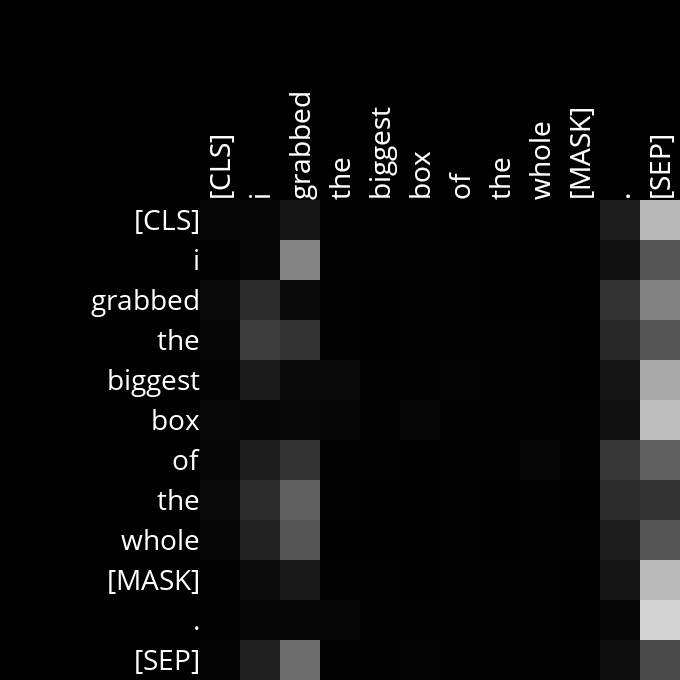 [CLS] i grabbed the biggest box of the whole [MASK] . [SEP]
[CLS]
i
grabbed
the
biggest
box
of
the
whole
[MASK]
.
[SEP]